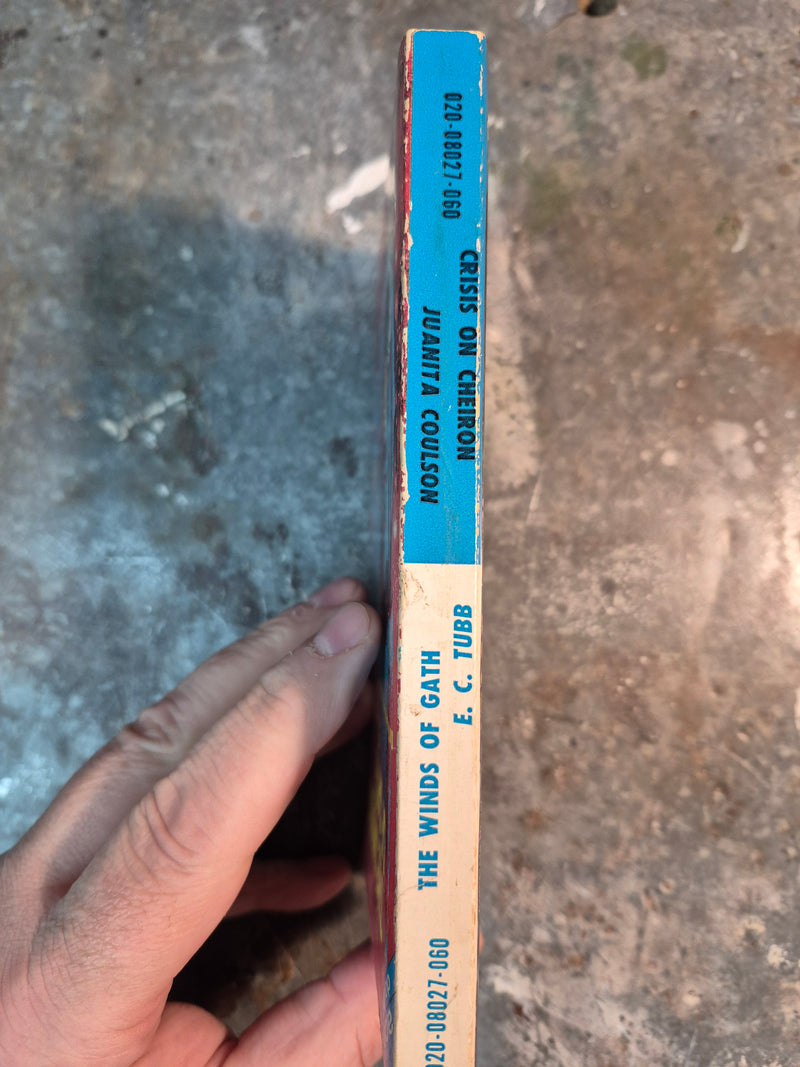 020-08027-060
CRISIS ON CHEIRON
JUANITA COULSON
THE WINDS OF GATH
E. C. TUBB
020-08027-060